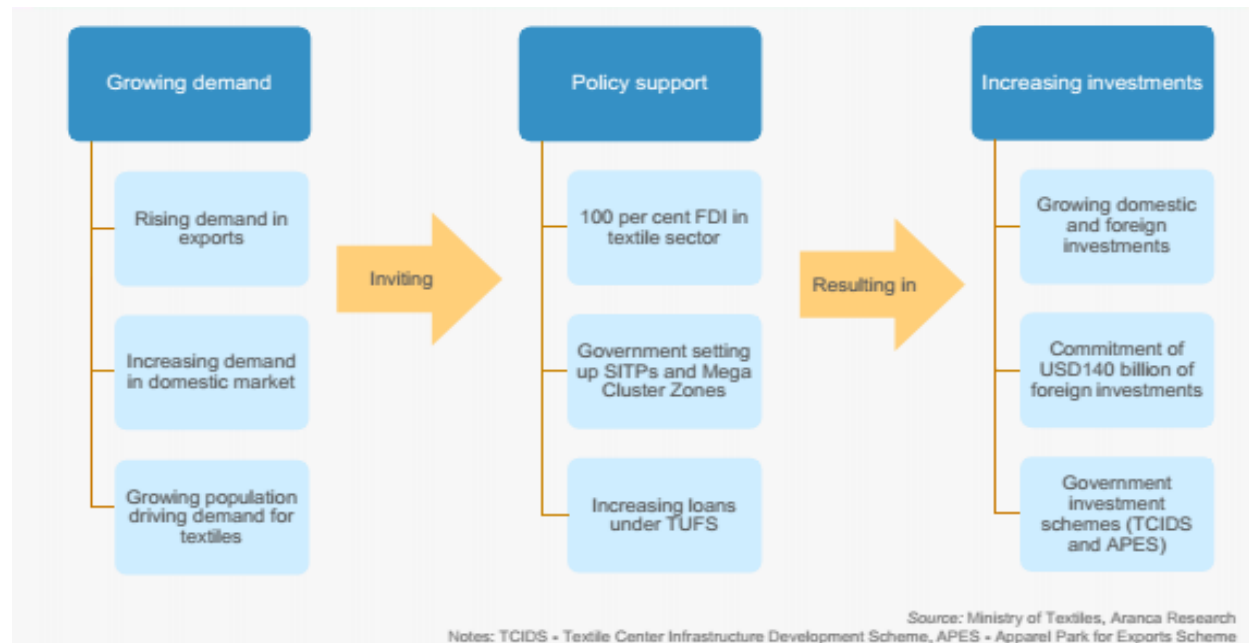 Growing demand
Rising demand in
exports
Increasing demand
in domestic market
Growing population
driving demand for
textiles
Inviting
Policy support
100 per cent FDI in
textile sector
Government setting
up SITPs and Mega
Cluster Zones
Increasing loans
under TUFS
Resulting in
Increasing investments
Growing domestic
and foreign
investments
Commitment of
USD140 billion of
foreign investments
Government
investment
schemes (TCIDS
and APES)
Source: Ministry of Textiles, Aranca Research
Notes: TCIDS - Textile Center Infrastructure Development Scheme, APES - Apparel Park for Exports Scheme